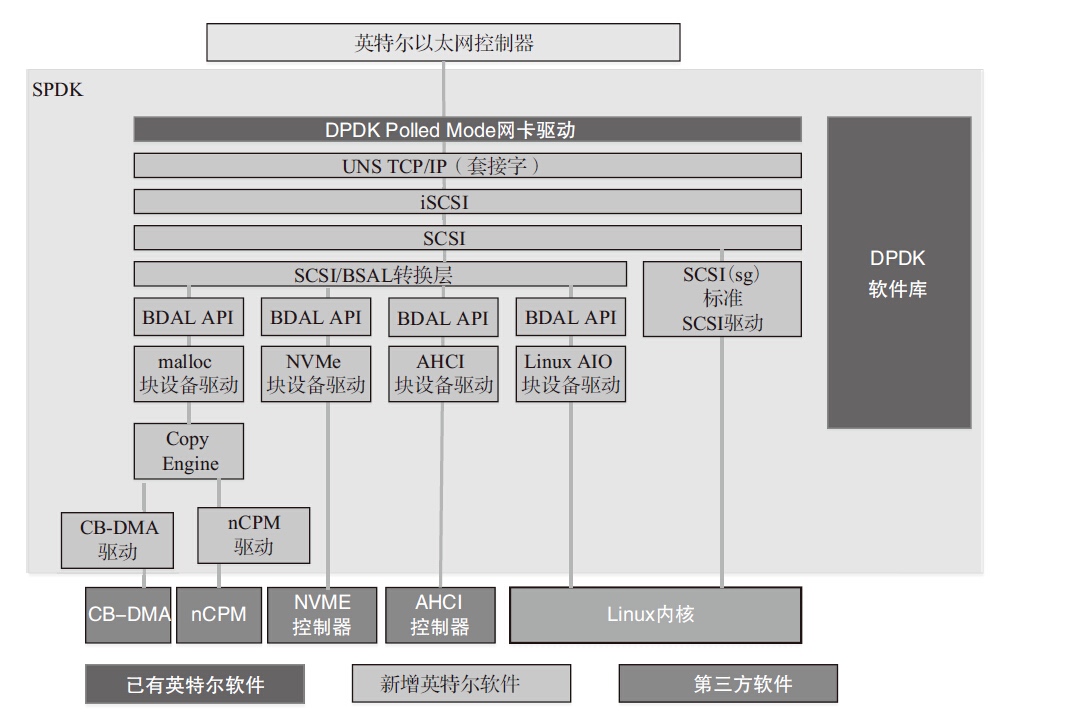 英特尔以太网控制器
SPDK
DPDK Polled Mode网卡驱动
UNS TCP/IP（套接字）
iSCSI
SCSI
SCSI/BSAL转换层
SCSI(sg)
标准
SCSI驱动
DPDK
软件库
BDAL API
BDAL API
BDAL API
BDAL API
malloc
块设备驱动
NVMe
块设备驱动
AHCI
块设备驱动
Linux AIO
块设备驱动
Copy
Engine
CB-DMA
驱动
nCPM
驱动
CB–DMA
nCPM
NVME
控制器
AHCI
控制器
Linux内核
已有英特尔软件
新增英特尔软件
第三方软件